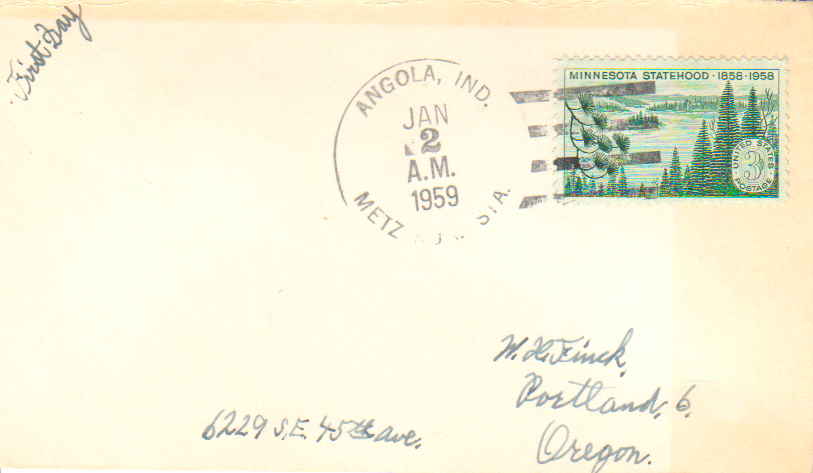 First Day
ANGOLA, IND.
JAN
2
A.M.
1959
METZ STA.
MINNESOTA STATEHOOD · 1858 · 1958
UNITED STATES
3¢
POSTAGE
W. H. Finck,
Portland, 6,
6229 S.E. 45th ave.
Oregon.